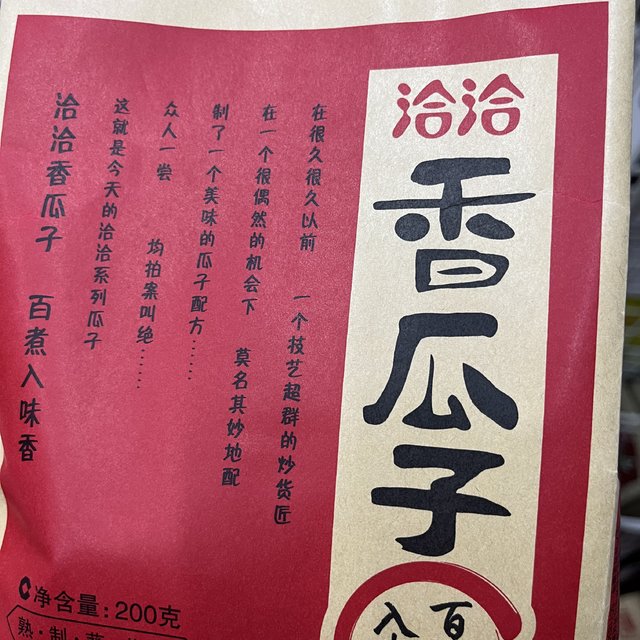 洽洽
香瓜子
在很久很久以前 一个技艺超群的炒货匠
在一个很偶然的机会下 莫名其妙地配
制了一个美味的瓜子配方……
众人一尝 均拍案叫绝……
这就是今天的洽洽系列瓜子
洽洽香瓜子 百煮入味香
百
入
净含量:200克
熟·制·葵